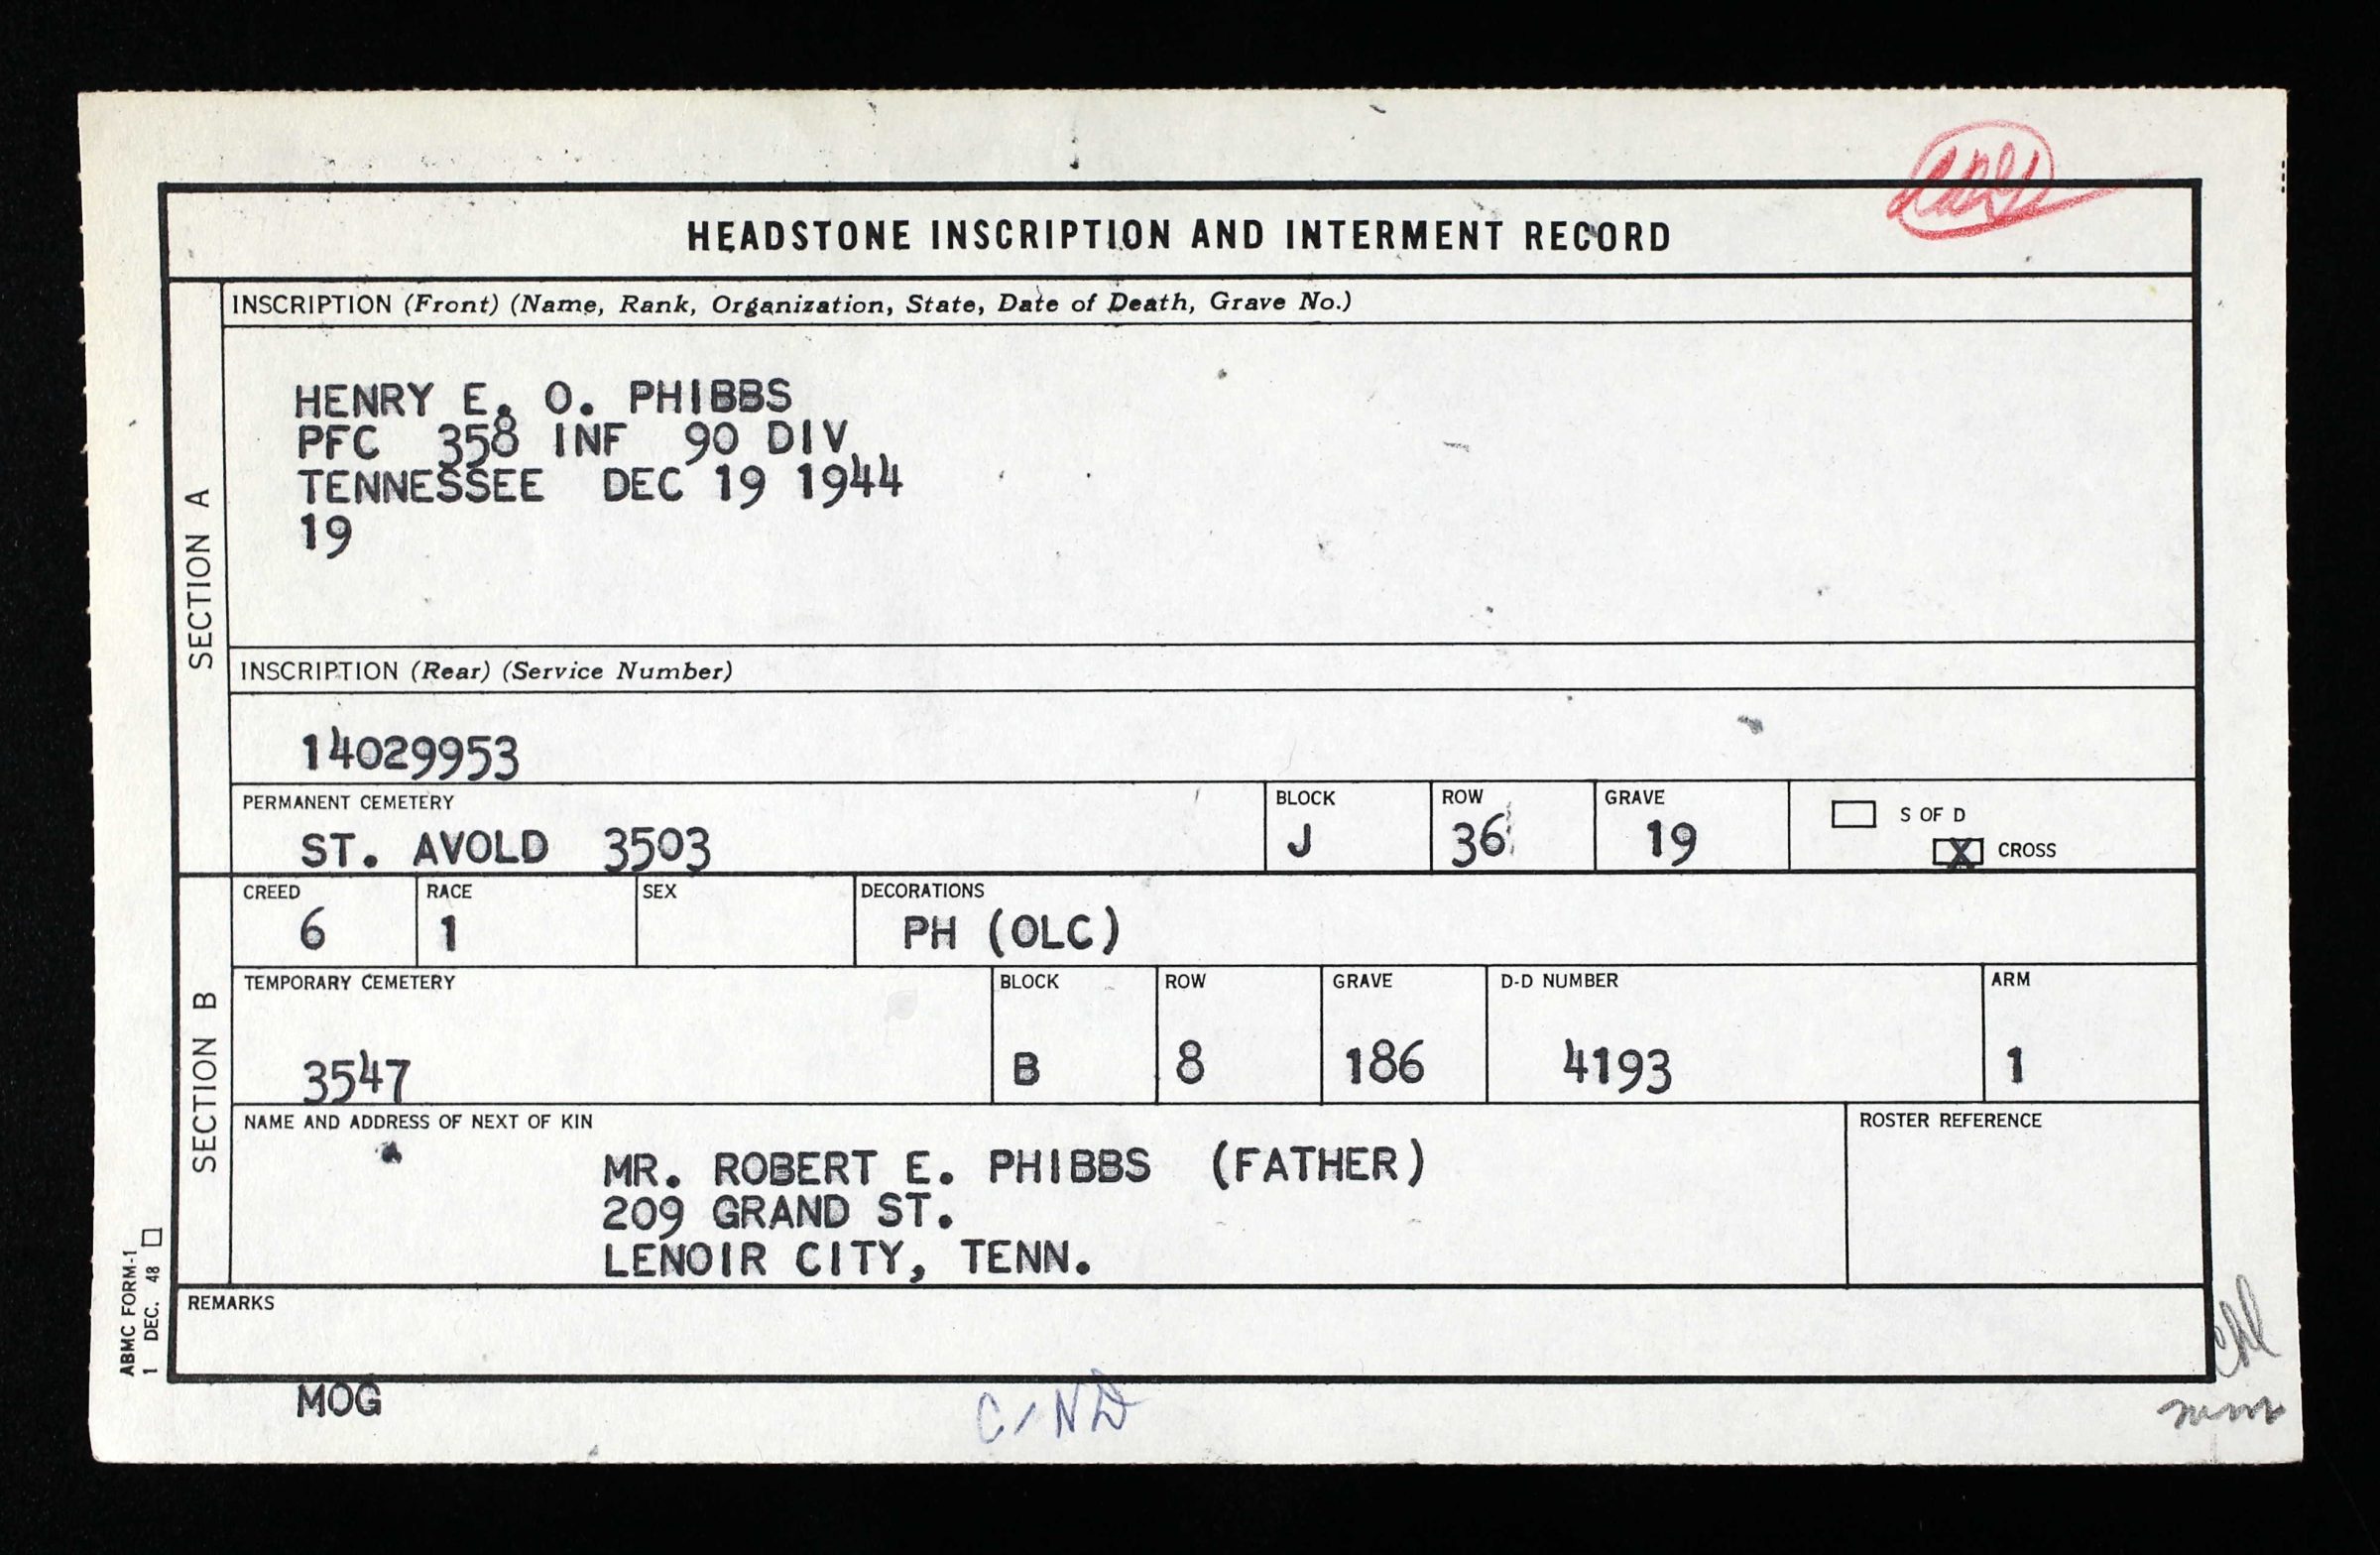 HEADSTONE INSCRIPTION AND INTERMENT RECORD
SECTION A
INSCRIPTION (Front) (Name, Rank, Organization, State, Date of Death, Grave No.)
HENRY E. O. PHIBBS
PFC 358 INF 90 DIV
TENNESSEE DEC 19 1944
19
INSCRIPTION (Rear) (Service Number)
14029953
PERMANENT CEMETERY BLOCK ROW GRAVE
ST. AVOLD 3503 J 36 19
S OF D
X CROSS
SECTION B
CREED RACE SEX DECORATIONS
6 1 PH (OLC)
TEMPORARY CEMETERY BLOCK ROW GRAVE D-D NUMBER ARM
3547 B 8 186 4193 1
NAME AND ADDRESS OF NEXT OF KIN ROSTER REFERENCE
MR. ROBERT E. PHIBBS (FATHER)
209 GRAND ST.
LENOIR CITY, TENN.
REMARKS
ABMC FORM-1
1 DEC. 48
MOG